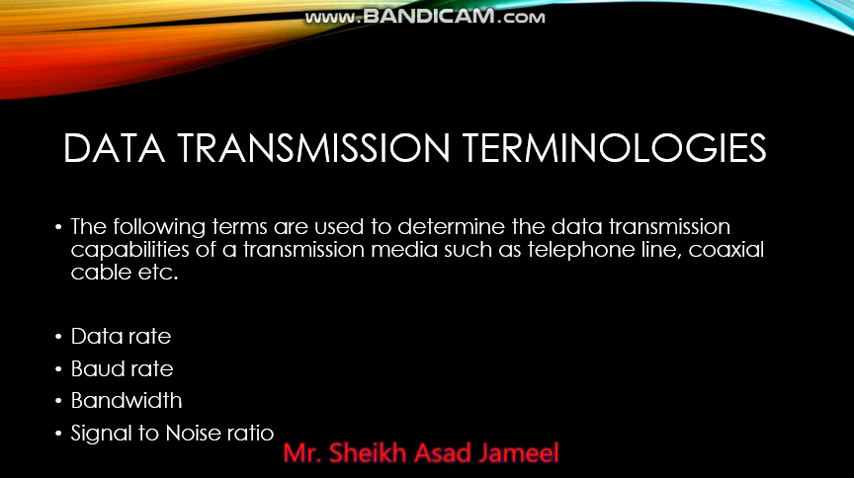 www.BANDICAM.com
DATA TRANSMISSION TERMINOLOGIES
• The following terms are used to determine the data transmission
capabilities of a transmission media such as telephone line, coaxial
cable etc.
• Data rate
• Baud rate
• Bandwidth
• Signal to Noise ratio
Mr. Sheikh Asad Jameel